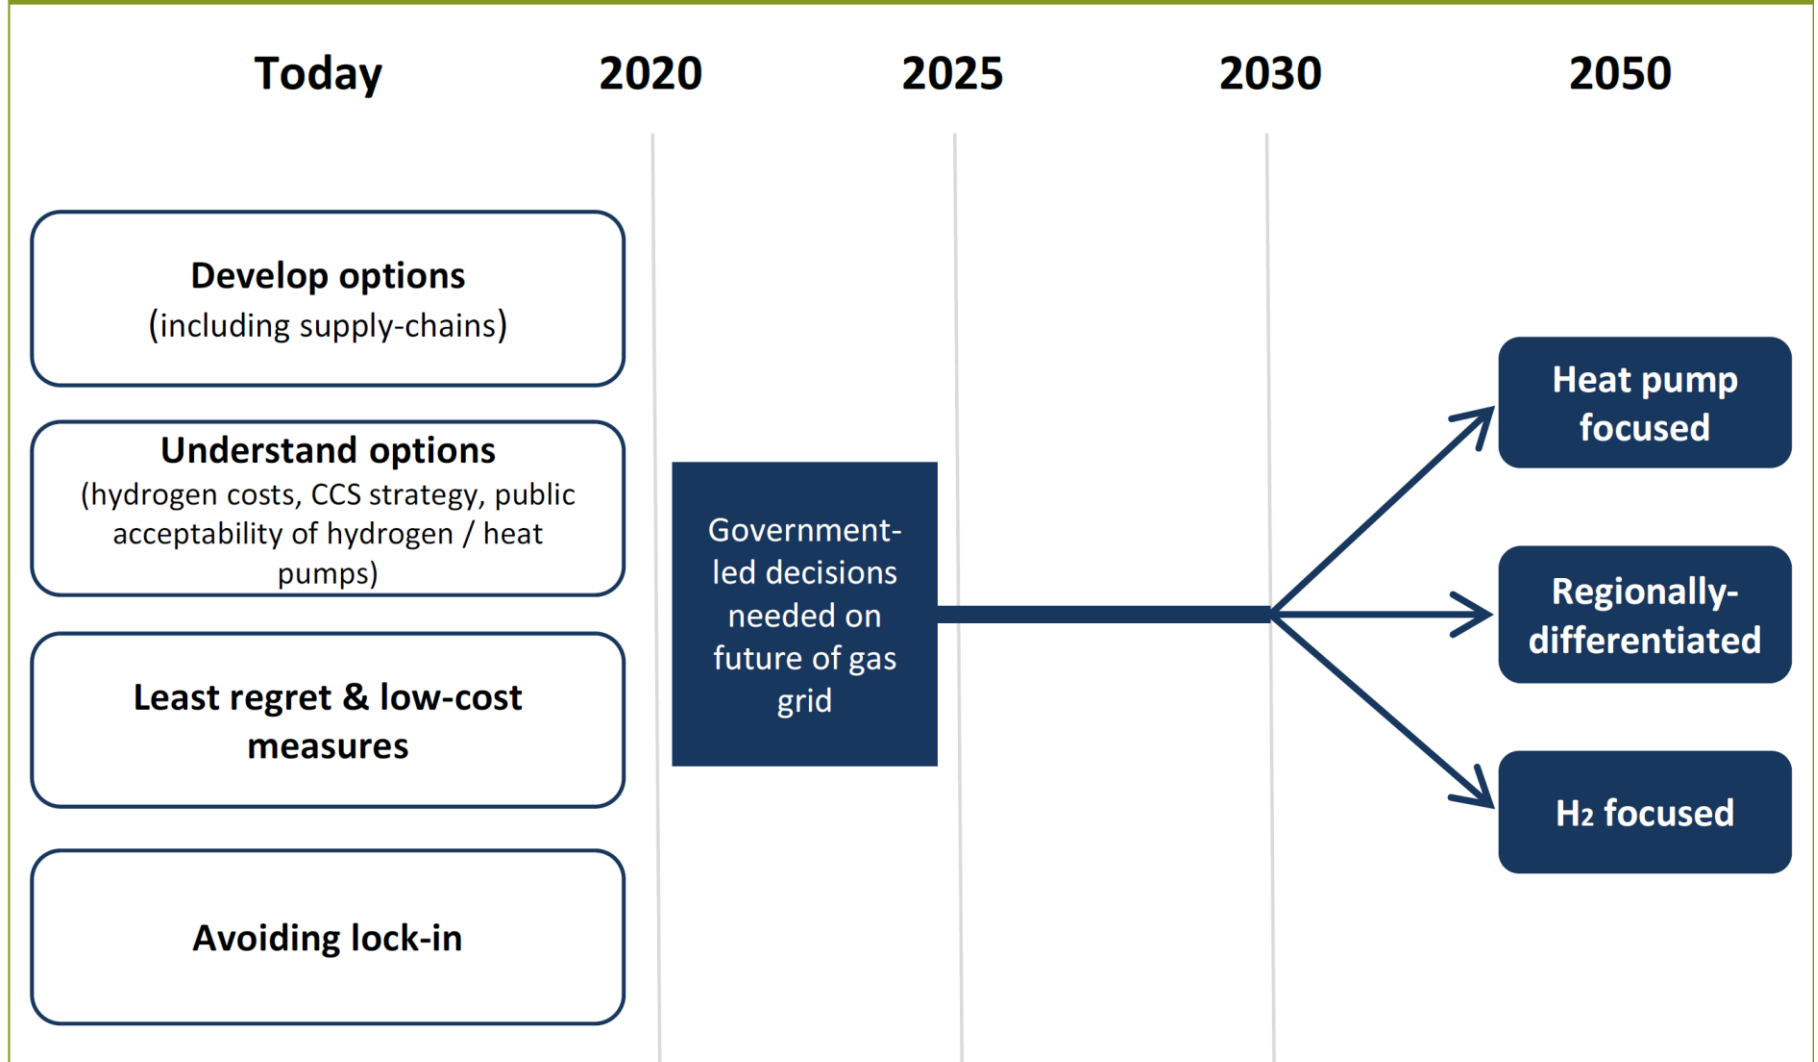 Today 2020 2025 2030 2050
Develop options
(including supply-chains)
Understand options
(hydrogen costs, CCS strategy, public
acceptability of hydrogen / heat
pumps)
Least regret & low-cost
measures
Avoiding lock-in
Government-
led decisions
needed on
future of gas
grid
Heat pump
focused
Regionally-
differentiated
H₂ focused